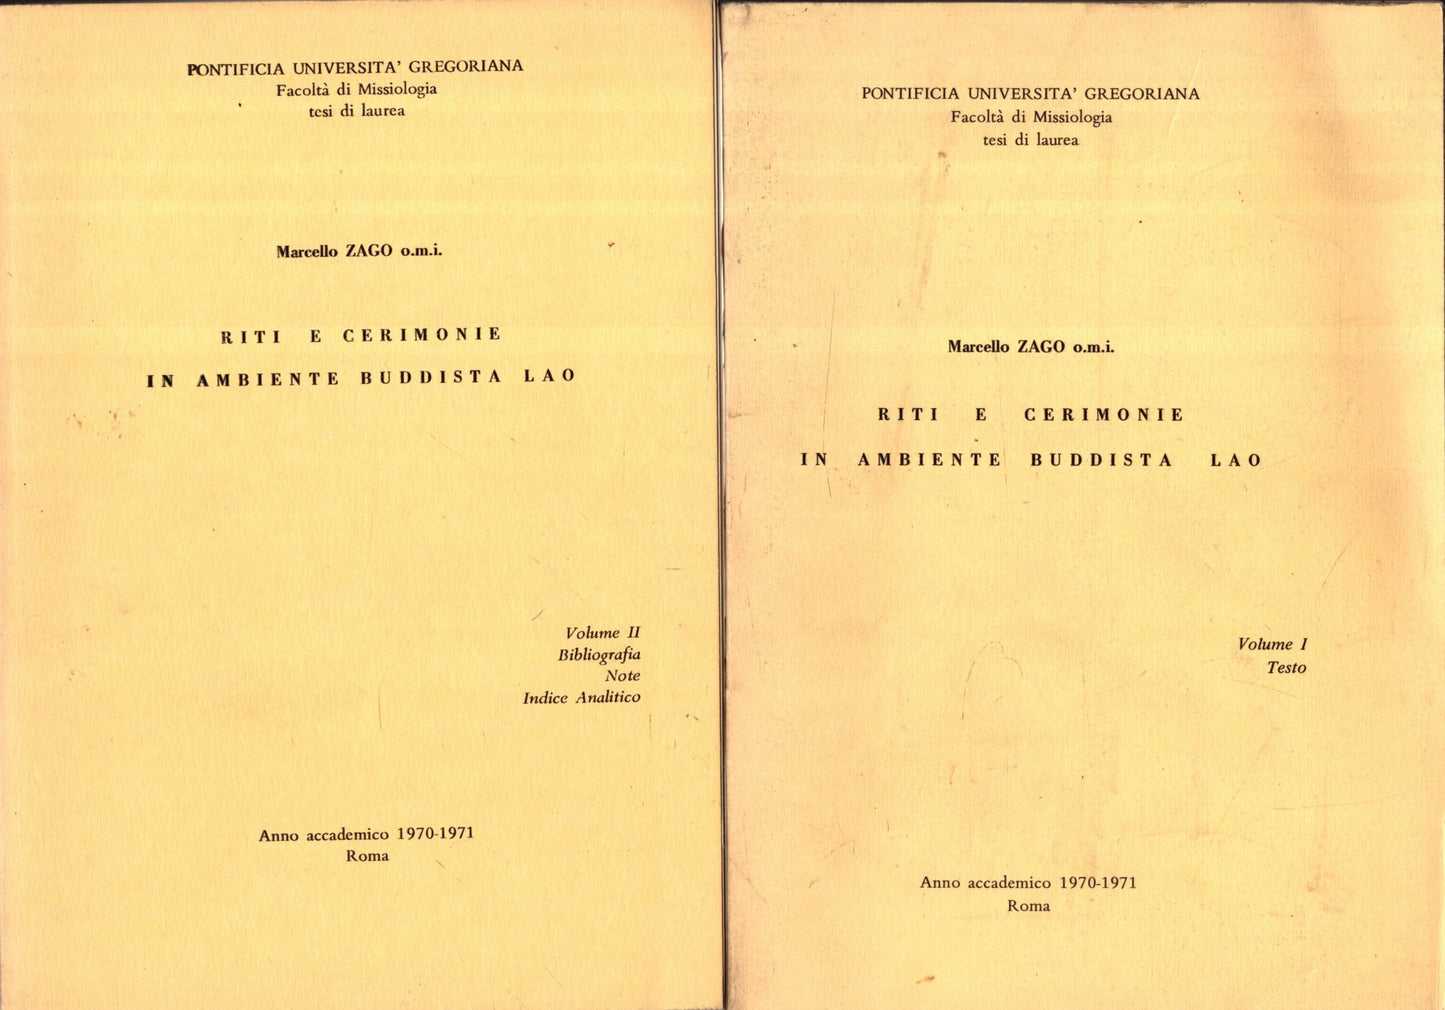 PONTIFICIA UNIVERSITA' GREGORIANA
Facoltà di Missiologia
tesi di laurea
Marcello ZAGO o.m.i.
RITI E CERIMONIE
IN AMBIENTE BUDDISTA LAO
Volume II
Bibliografia
Note
Indice Analitico
Anno accademico 1970-1971
Roma
PONTIFICIA UNIVERSITA' GREGORIANA
Facoltà di Missiologia
tesi di laurea
Marcello ZAGO o.m.i.
RITI E CERIMONIE
IN AMBIENTE BUDDISTA LAO
Volume I
Testo
Anno accademico 1970-1971
Roma